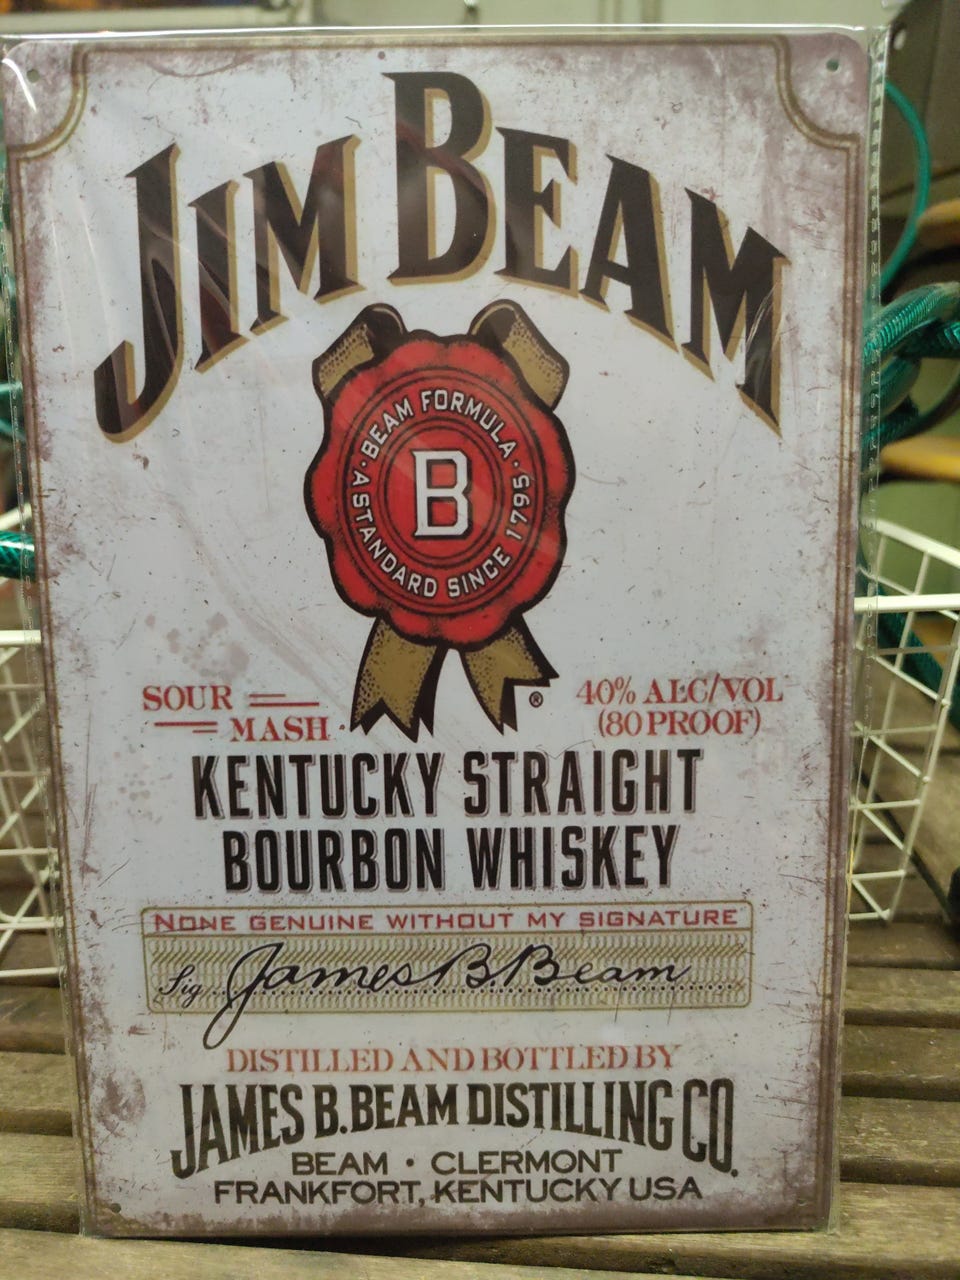 JIM BEAM
BEAM FORMULA
B
A STANDARD SINCE 1795
®
SOUR
MASH
40% ALC/VOL
(80 PROOF)
KENTUCKY STRAIGHT
BOURBON WHISKEY
NONE GENUINE WITHOUT MY SIGNATURE
Sig. James B. Beam
DISTILLED AND BOTTLED BY
JAMES B. BEAM DISTILLING CO.
BEAM · CLERMONT
FRANKFORT, KENTUCKY USA